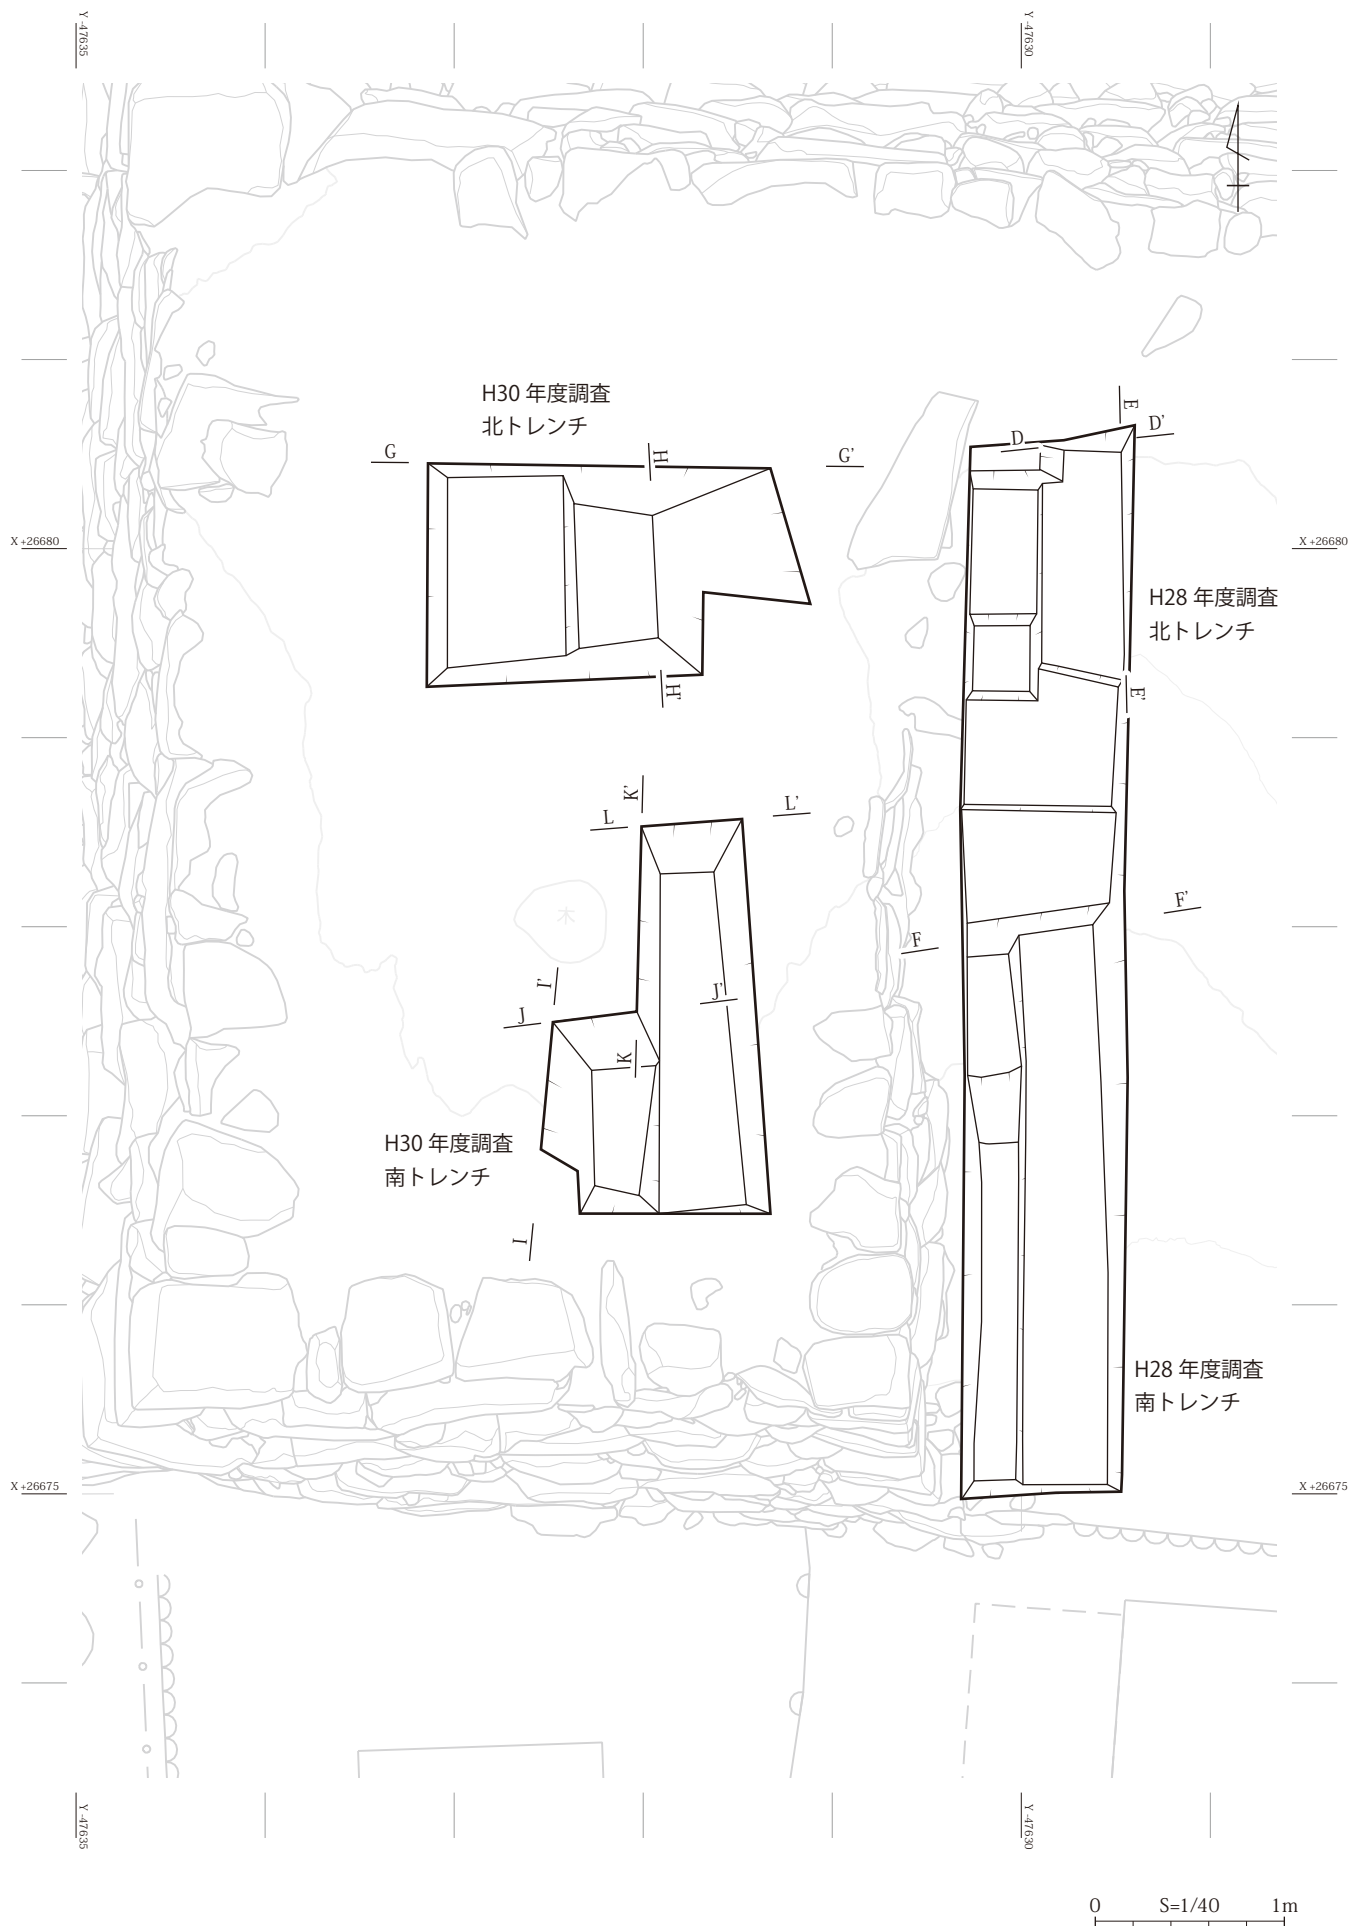 Y -47635
Y -47630
H30 年度調査
北トレンチ
G
H
G'
D
E
D'
X +26680
X +26680
H28 年度調査
北トレンチ
H'
E'
K'
L
L'
木
F'
F
I'
J
J'
K
H30 年度調査
南トレンチ
I
H28 年度調査
南トレンチ
X +26675
X +26675
Y -47635
Y -47630
0 S=1/40 1m